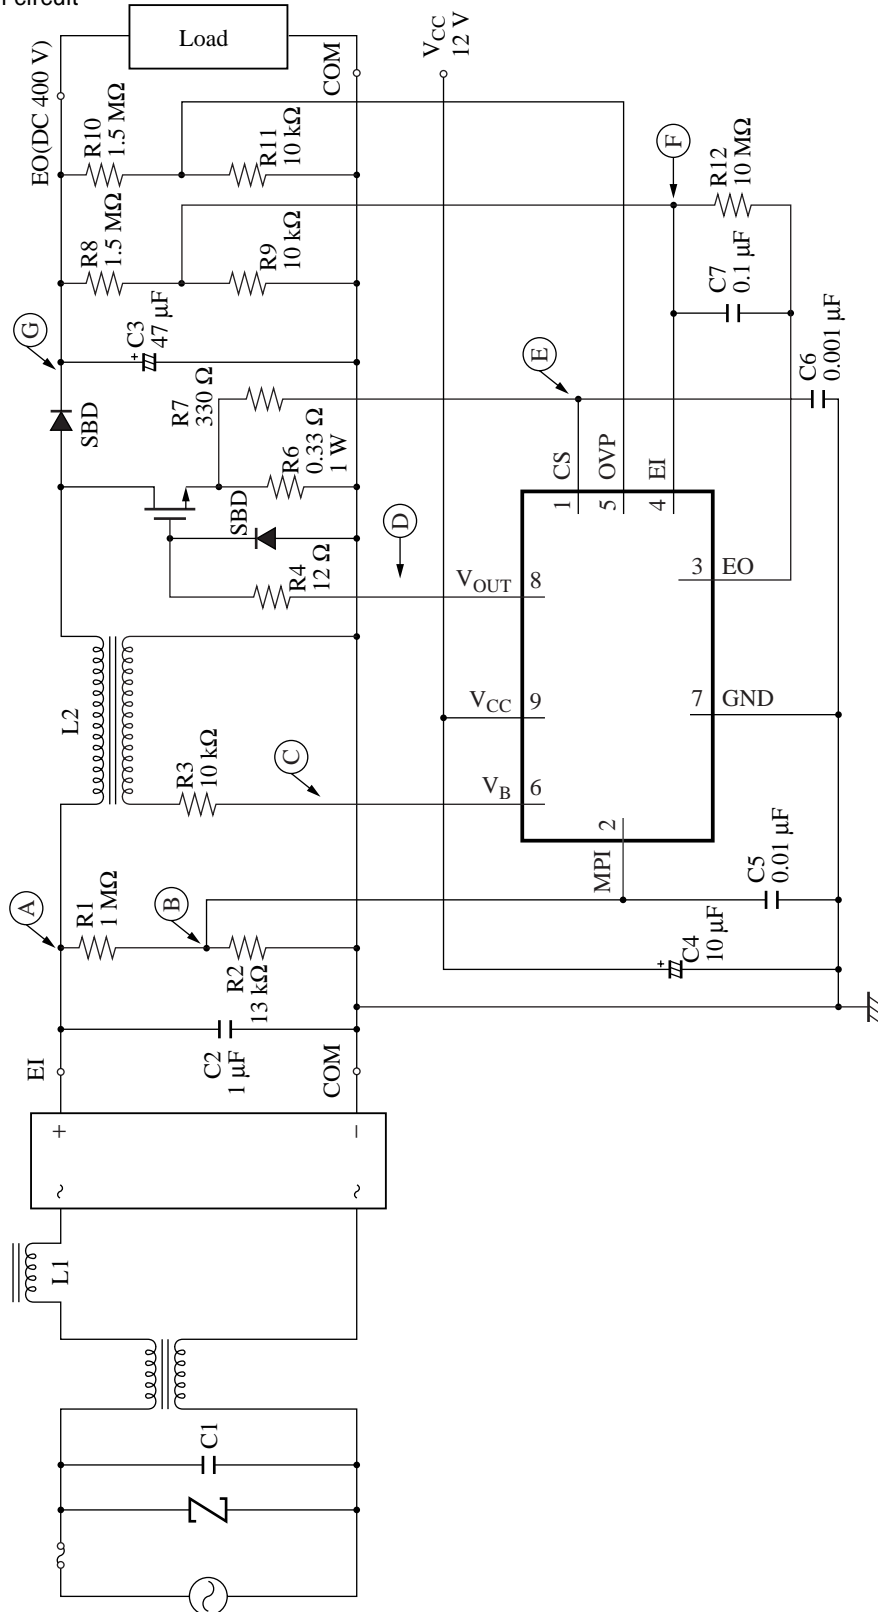 circuit
Load
EO(DC 400 V)
COM
V_CC
12 V
R10
1.5 MΩ
R11
10 kΩ
R8
1.5 MΩ
R9
10 kΩ
F
R12
10 MΩ
C7
0.1 µF
G
C3
+
47 µF
E
C6
0.001 µF
SBD
R7
330 Ω
R6
0.33 Ω
1 W
SBD
R4
12 Ω
D
CS
OVP
EI
1
5
4
V_OUT
8
3
EO
V_CC
9
7
GND
V_B
6
2
MPI
L2
R3
10 kΩ
C
A
R1
1 MΩ
B
R2
13 kΩ
C5
0.01 µF
C4
+
10 µF
EI
C2
1 µF
COM
+
−
~
~
L1
C1